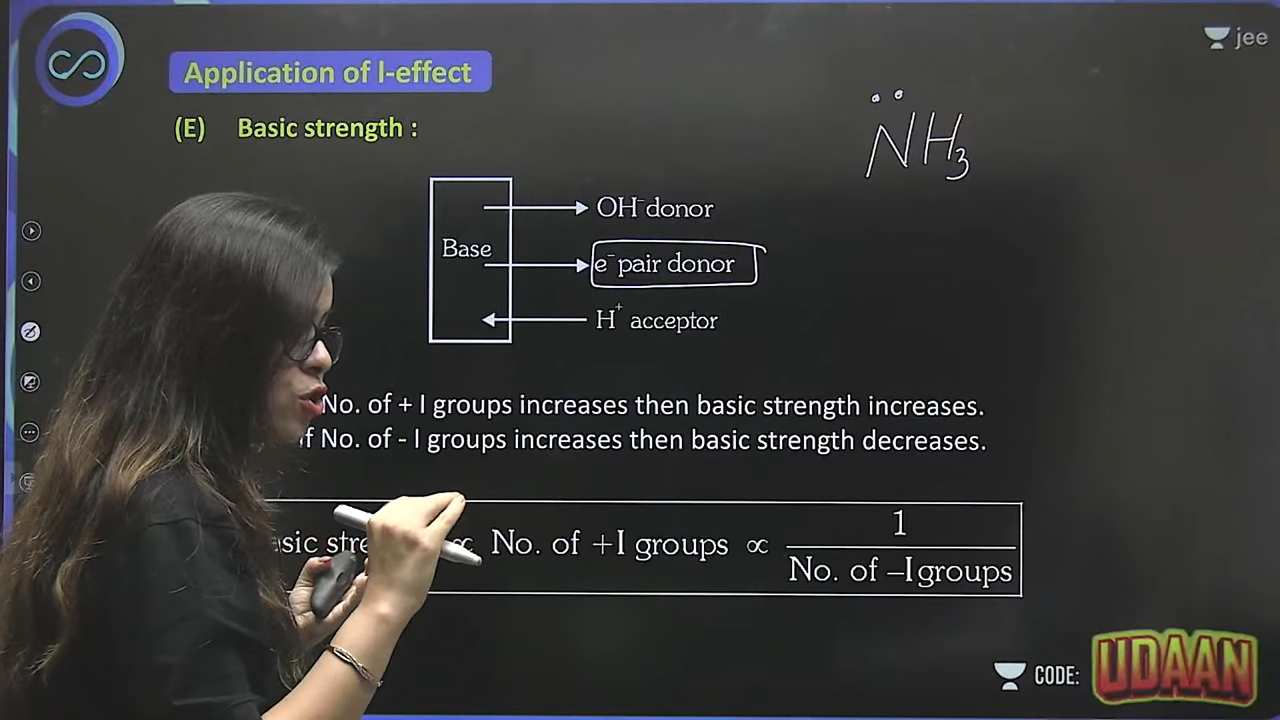 jee
Application of I-effect
(E) Basic strength :
NH3
OH⁻ donor
Base
e⁻ pair donor
H⁺ acceptor
No. of + I groups increases then basic strength increases.
No. of - I groups increases then basic strength decreases.
∝ No. of +I groups ∝ 1
No. of –I groups
CODE: UDAAN